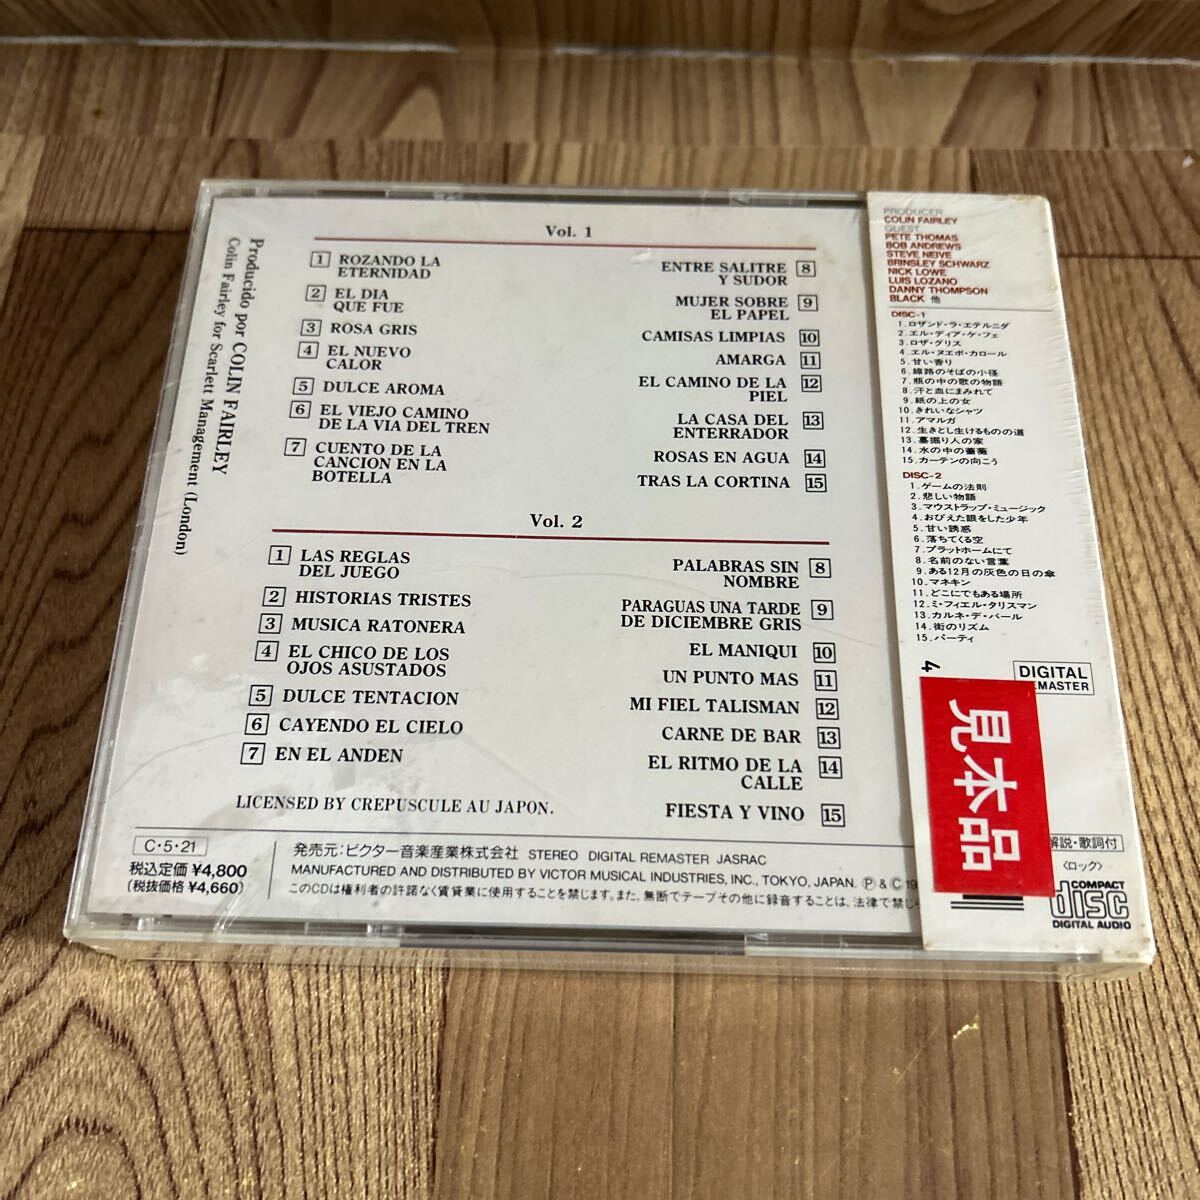 Producido por COLIN FAIRLEY
Colin Fairley for Scarlett Management (London)
Vol. 1
1 ROZANDO LA
ETERNIDAD
2 EL DIA
QUE FUE
3 ROSA GRIS
4 EL NUEVO
CALOR
5 DULCE AROMA
6 EL VIEJO CAMINO
DE LA VIA DEL TREN
7 CUENTO DE LA
CANCION EN LA
BOTELLA
ENTRE SALITRE 8
Y SUDOR
MUJER SOBRE 9
EL PAPEL
CAMISAS LIMPIAS 10
AMARGA 11
EL CAMINO DE LA 12
PIEL
LA CASA DEL 13
ENTERRADOR
ROSAS EN AGUA 14
TRAS LA CORTINA 15
Vol. 2
1 LAS REGLAS
DEL JUEGO
2 HISTORIAS TRISTES
3 MUSICA RATONERA
4 EL CHICO DE LOS
OJOS ASUSTADOS
5 DULCE TENTACION
6 CAYENDO EL CIELO
7 EN EL ANDEN
PALABRAS SIN 8
NOMBRE
PARAGUAS UNA TARDE 9
DE DICIEMBRE GRIS
EL MANIQUI 10
UN PUNTO MAS 11
MI FIEL TALISMAN 12
CARNE DE BAR 13
EL RITMO DE LA 14
CALLE
FIESTA Y VINO 15
LICENSED BY CREPUSCULE AU JAPON.
C・5・21
税込定価 ¥4,800
(税抜価格 ¥4,660)
発売元:ビクター音楽産業株式会社 STEREO DIGITAL REMASTER JASRAC
MANUFACTURED AND DISTRIBUTED BY VICTOR MUSICAL INDUSTRIES, INC., TOKYO, JAPAN. Ⓟ & Ⓒ 19
このCDは権利者の許諾なく賃貸業に使用することを禁じます。また、無断でテープその他に録音することは、法律で禁じ
PRODUCER
COLIN FAIRLEY
GUEST
PETE THOMAS
BOB ANDREWS
STEVE NEIVE
BRINSLEY SCHWARZ
NICK LOWE
LUIS LOZANO
DANNY THOMPSON
BLACK 他
DISC-1
1.ロザンド・ラ・エテルニダ
2.エル・ディア・ケ・フェ
3.ロザ・グリス
4.エル・ヌエボ・カロール
5.甘い香り
6.線路のそばの小径
7.瓶の中の歌の物語
8.汗と血にまみれて
9.紙の上の女
10.きれいなシャツ
11.アマルガ
12.生きとし生けるものの道
13.墓掘り人の家
14.水の中の薔薇
15.カーテンの向こう
DISC-2
1.ゲームの法則
2.悲しい物語
3.マウストラップ・ミュージック
4.おびえた眼をした少年
5.甘い誘惑
6.落ちてくる空
7.プラットホームにて
8.名前のない言葉
9.ある12月の灰色の日の傘
10.マネキン
11.どこにでもある場所
12.ミ・フィエル・タリスマン
13.カルネ・デ・バール
14.街のリズム
15.パーティ
4
DIGITAL
REMASTER
見本品
解説・歌詞付
〈ロック〉
COMPACT
disc
DIGITAL AUDIO